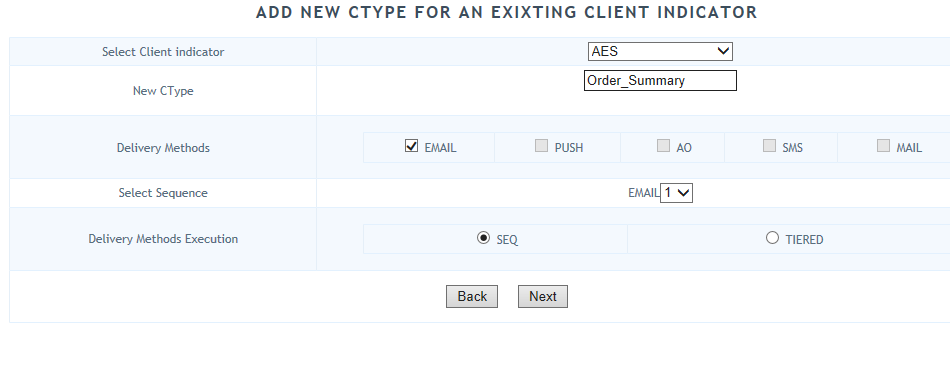 ADD NEW CTYPE FOR AN EXIXTING CLIENT INDICATOR
Select Client indicator AES
New CType Order_Summary
Delivery Methods EMAIL PUSH AO SMS MAIL
Select Sequence EMAIL 1
Delivery Methods Execution SEQ TIERED
Back Next